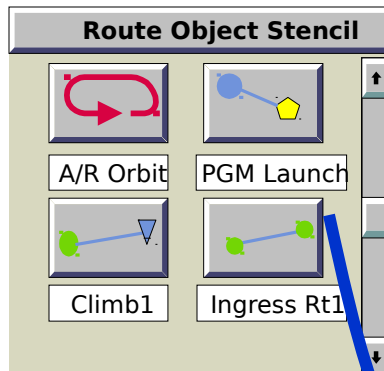 Route Object Stencil
A/R Orbit
PGM Launch
Climb1
Ingress Rt1